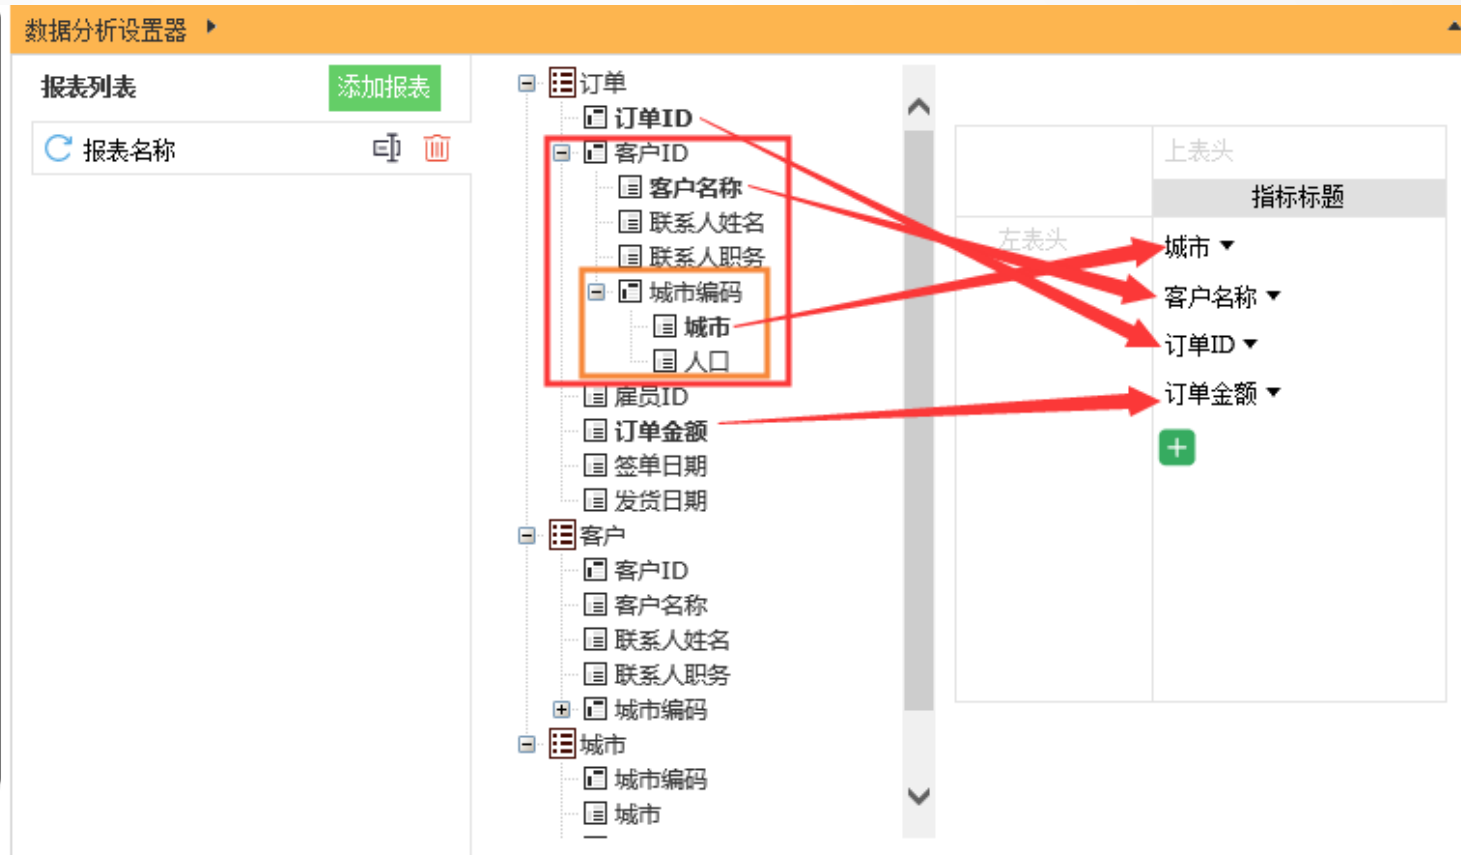 数据分析设置器
报表列表
添加报表
报表名称
订单
订单ID
客户ID
客户名称
联系人姓名
联系人职务
城市编码
城市
人口
雇员ID
订单金额
签单日期
发货日期
客户
客户ID
客户名称
联系人姓名
联系人职务
城市编码
城市
城市编码
城市
上表头
指标标题
左表头
城市
客户名称
订单ID
订单金额